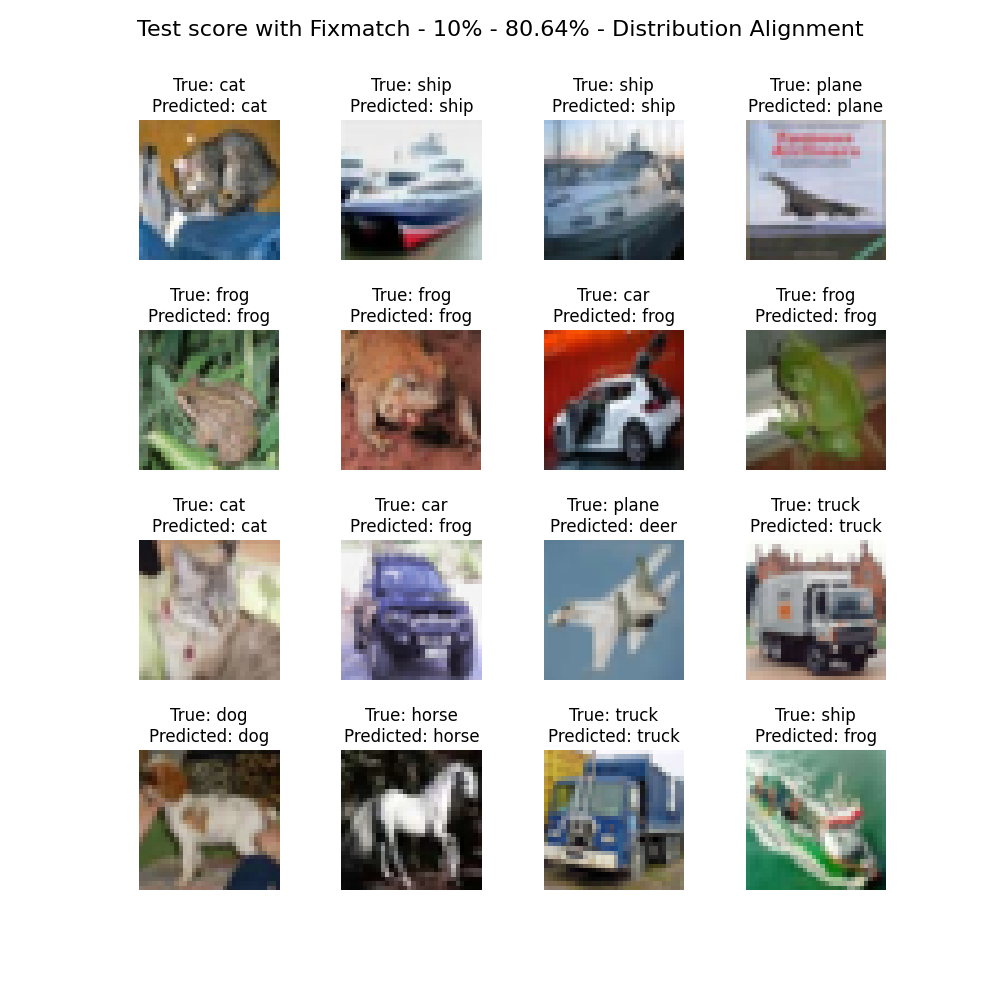 Test score with Fixmatch - 10% - 80.64% - Distribution Alignment
True: cat
Predicted: cat
True: ship
Predicted: ship
True: ship
Predicted: ship
True: plane
Predicted: plane
True: frog
Predicted: frog
True: frog
Predicted: frog
True: car
Predicted: frog
True: frog
Predicted: frog
True: cat
Predicted: cat
True: car
Predicted: frog
True: plane
Predicted: deer
True: truck
Predicted: truck
True: dog
Predicted: dog
True: horse
Predicted: horse
True: truck
Predicted: truck
True: ship
Predicted: frog